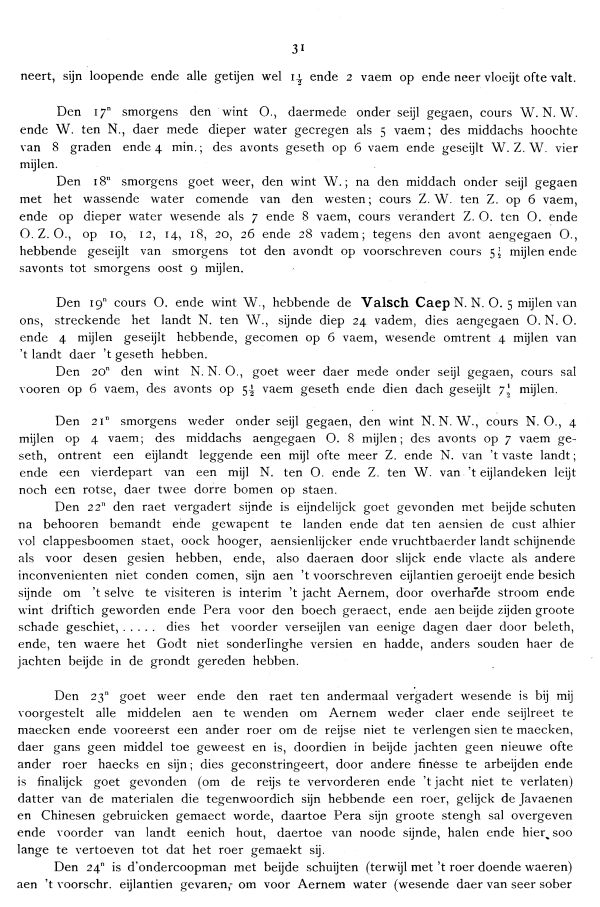 31
neert, sijn loopende ende alle getijen wel 1½ ende 2 vaem op ende neer vloeijt ofte valt.
Den 17ⁿ smorgens den wint O., daermede onder seijl gegaen, cours W. N. W.
ende W. ten N., daer mede dieper water gecregen als 5 vaem; des middachs hoochte
van 8 graden ende 4 min.; des avonts geseth op 6 vaem ende geseijlt W. Z. W. vier
mijlen.
Den 18ⁿ smorgens goet weer, den wint W.; na den middach onder seijl gegaen
met het wassende water comende van den westen; cours Z. W. ten Z. op 6 vaem,
ende op dieper water wesende als 7 ende 8 vaem, cours verandert Z. O. ten O. ende
O. Z. O., op 10, 12, 14, 18, 20, 26 ende 28 vadem; tegens den avont aengegaen O.,
hebbende geseijlt van smorgens tot den avondt op voorschreven cours 5½ mijlen ende
savonts tot smorgens oost 9 mijlen.
Den 19ⁿ cours O. ende wint W., hebbende de Valsch Caep N. N. O. 5 mijlen van
ons, streckende het landt N. ten W., sijnde diep 24 vadem, dies aengegaen O. N. O.
ende 4 mijlen geseijlt hebbende, gecomen op 6 vaem, wesende omtrent 4 mijlen van
't landt daer 't geseth hebben.
Den 20ⁿ den wint N. N. O., goet weer daer mede onder seijl gegaen, cours sal
vooren op 6 vaem, des avonts op 5½ vaem geseth ende dien dach geseijlt 7½ mijlen.
Den 21ⁿ smorgens weder onder seijl gegaen, den wint N. N. W., cours N. O., 4
mijlen op 4 vaem; des middachs aengegaen O. 8 mijlen; des avonts op 7 vaem ge-
seth, ontrent een eijlandt leggende een mijl ofte meer Z. ende N. van 't vaste landt;
ende een vierdepart van een mijl N. ten O. ende Z. ten W. van 't eijlandeken leijt
noch een rotse, daer twee dorre bomen op staen.
Den 22ⁿ den raet vergadert sijnde is eijndelijck goet gevonden met beijde schuten
na behooren bemandt ende gewapent te landen ende dat ten aensien de cust alhier
vol clappesboomen staet, oock hooger, aensienlijcker ende vruchtbaerder landt schijnende
als voor desen gesien hebben, ende, also daeraen door slijck ende vlacte als andere
inconvenienten niet conden comen, sijn aen 't voorschreven eijlantien geroeijt ende besich
sijnde om 't selve te visiteren is interim 't jacht Aernem, door overharde stroom ende
wint driftich geworden ende Pera voor den boech geraect, ende aen beijde zijden groote
schade geschiet, ..... dies het voorder verseijlen van eenige dagen daer door beleth,
ende, ten waere het Godt niet sonderlinghe versien en hadde, anders souden haer de
jachten beijde in de grondt gereden hebben.
Den 23ⁿ goet weer ende den raet ten andermaal vergadert wesende is bij mij
voorgestelt alle middelen aen te wenden om Aernem weder claer ende seijlreet te
maecken ende vooreerst een ander roer om de reijse niet te verlengen sien te maecken,
daer gans geen middel toe geweest en is, doordien in beijde jachten geen nieuwe ofte
ander roer haecks en sijn; dies geconstringeert, door andere finesse te arbeijden ende
is finalijck goet gevonden (om de reijs te vervorderen ende 't jacht niet te verlaten)
datter van de materialen die tegenwoordich sijn hebbende een roer, gelijck de Javaenen
en Chinesen gebruicken gemaect worde, daartoe Pera sijn groote stengh sal overgeven
ende voorder van landt eenich hout, daertoe van noode sijnde, halen ende hier soo
lange te vertoeven tot dat het roer gemaekt sij.
Den 24ⁿ is d'ondercoopman met beijde schuijten (terwijl met 't roer doende waeren)
aen 't voorschr. eijlantien gevaren, om voor Aernem water (wesende daer van seer sober